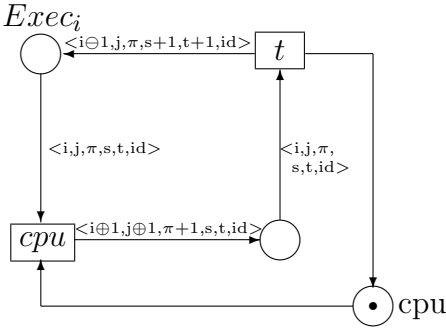 Exec_i
<i⊖1,j,π,s+1,t+1,id>
t
<i,j,π,s,t,id>
<i,j,π,
s,t,id>
cpu
<i⊕1,j⊕1,π+1,s,t,id>
cpu